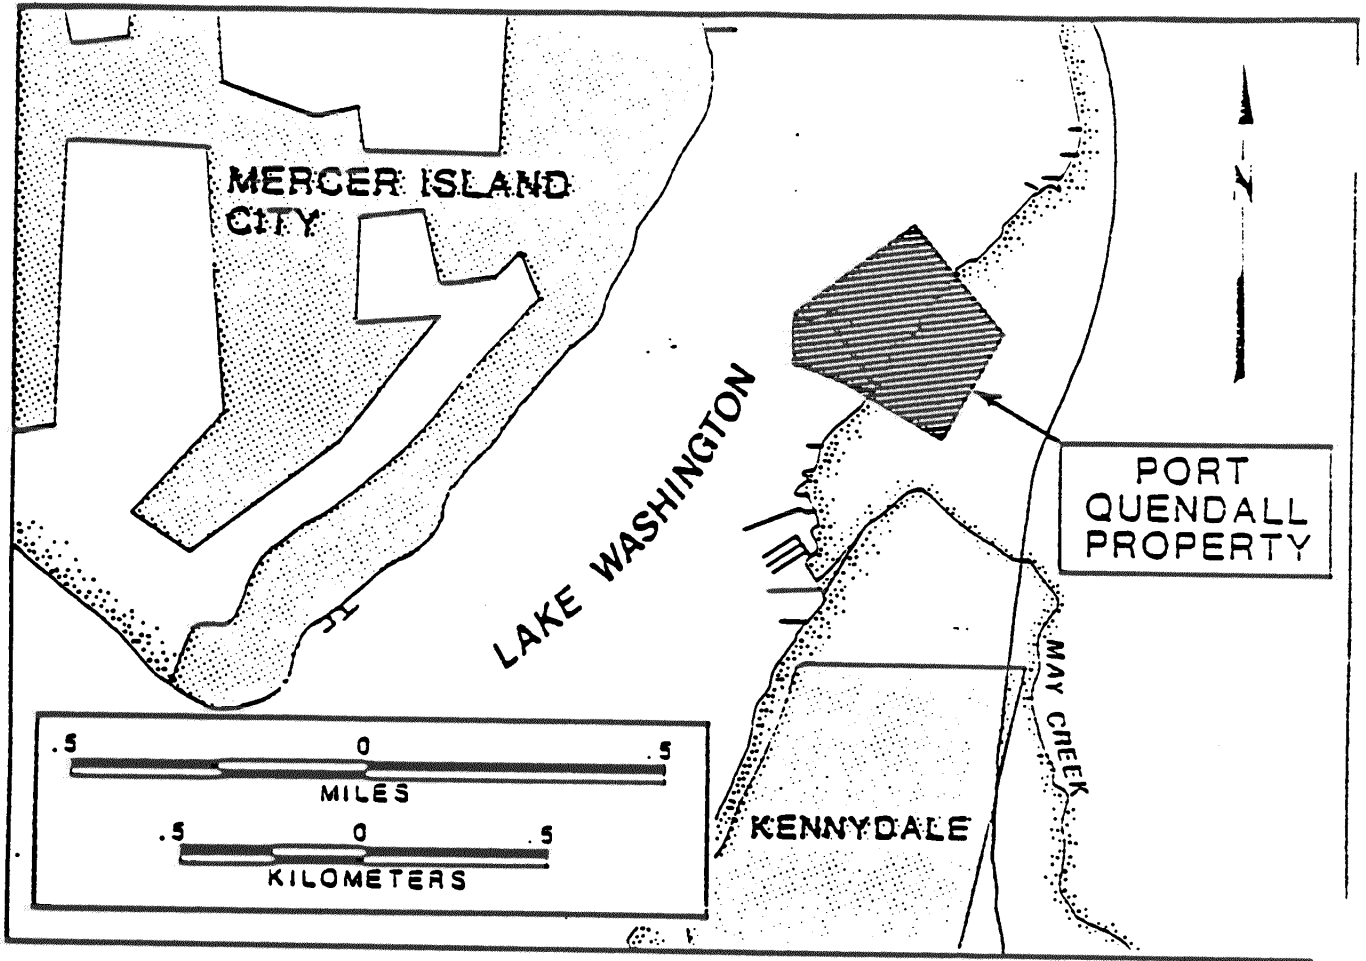 MERCER ISLAND
CITY
N
LAKE WASHINGTON
PORT
QUENDALL
PROPERTY
MAY CREEK
KENNYDALE
.5 0 .5
MILES
.5 0 .5
KILOMETERS